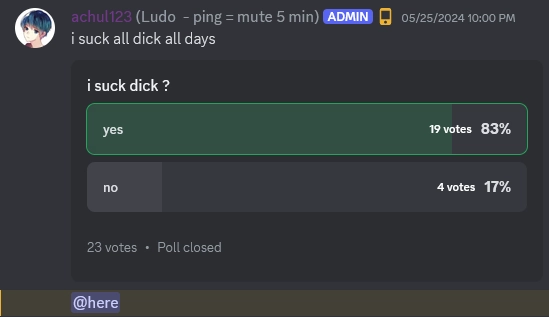 achul123 (Ludo - ping = mute 5 min) ADMIN 05/25/2024 10:00 PM
i suck all dick all days
i suck dick ?
yes 19 votes 83%
no 4 votes 17%
23 votes • Poll closed
@here